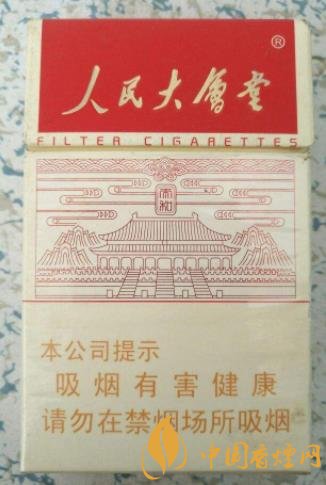 人民大會堂
®
FILTER CIGARETTES
本公司提示
吸烟有害健康
请勿在禁烟场所吸烟
中国香烟网